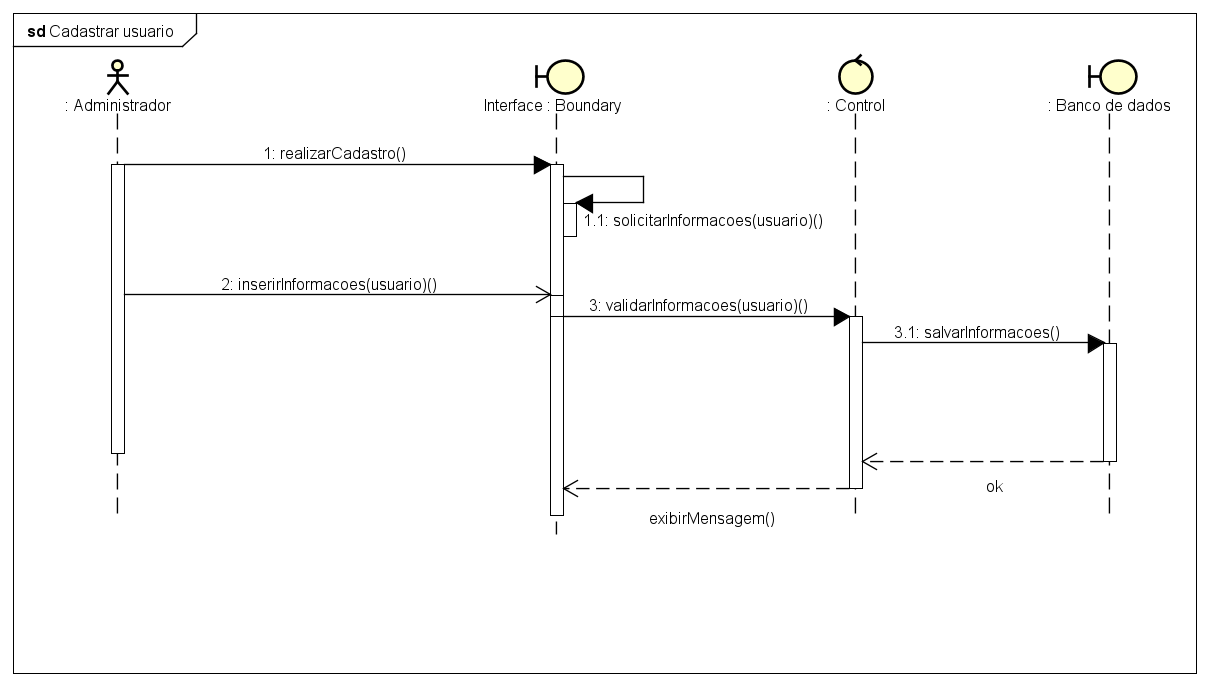 sd Cadastrar usuario
: Administrador
Interface : Boundary
: Control
: Banco de dados
1: realizarCadastro()
1.1: solicitarInformacoes(usuario)()
2: inserirInformacoes(usuario)()
3: validarInformacoes(usuario)()
3.1: salvarInformacoes()
ok
exibirMensagem()